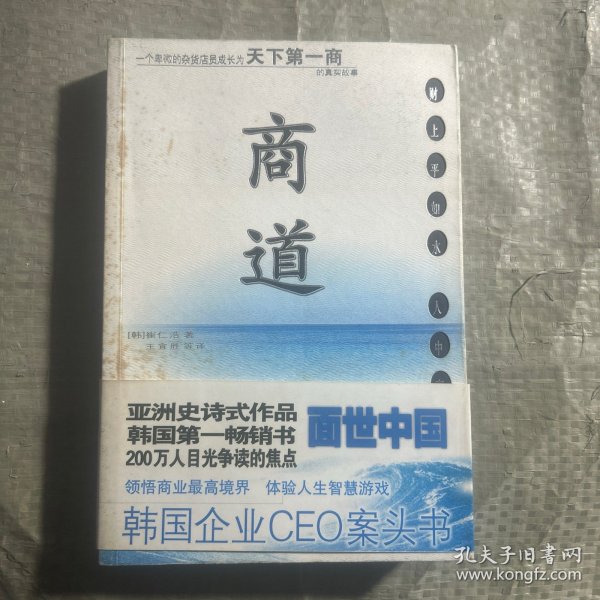 一个卑微的杂货店员成长为天下第一商
的真实故事
商道
财上平如水 人中
[韩]崔仁浩 著
王宜胜 等译
亚洲史诗式作品
韩国第一畅销书
面世中国
200万人目光争读的焦点
领悟商业最高境界 体验人生智慧游戏
韩国企业CEO案头书
孔夫子旧书网
www.kongfz.com